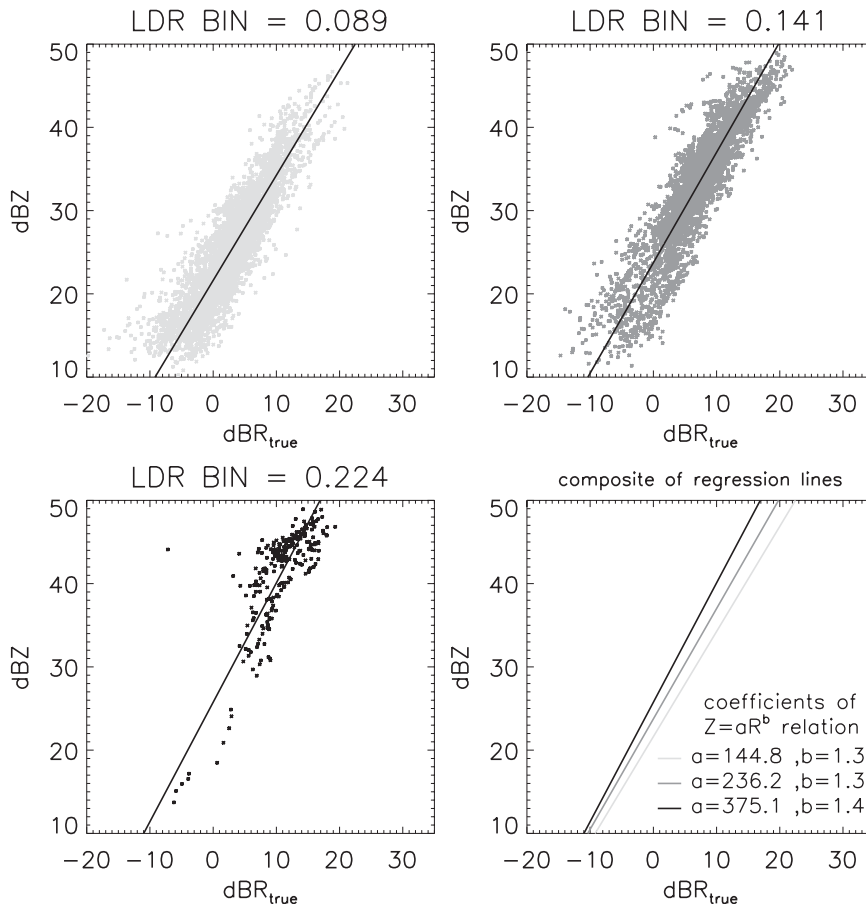 LDR BIN = 0.089
50
40
30
20
10
dBZ
−20 −10 0 10 20 30
dBR_true
LDR BIN = 0.141
50
40
30
20
10
dBZ
−20 −10 0 10 20 30
dBR_true
LDR BIN = 0.224
50
40
30
20
10
dBZ
−20 −10 0 10 20 30
dBR_true
composite of regression lines
50
40
30
20
10
dBZ
coefficients of
Z=aR^b relation
a=144.8 ,b=1.3
a=236.2 ,b=1.3
a=375.1 ,b=1.4
−20 −10 0 10 20 30
dBR_true